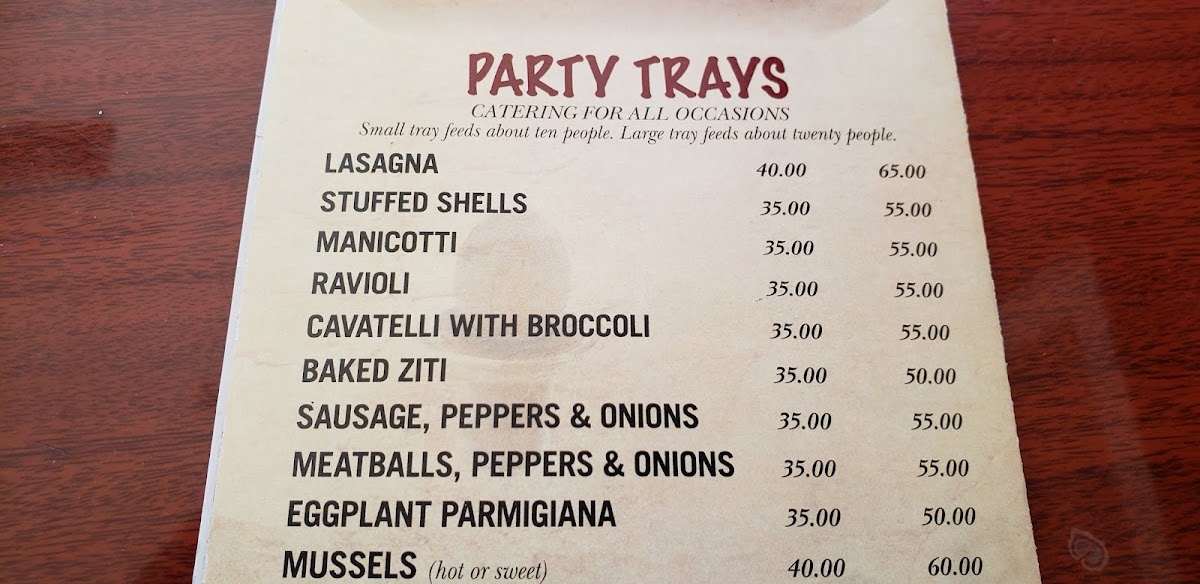 PARTY TRAYS
CATERING FOR ALL OCCASIONS
Small tray feeds about ten people. Large tray feeds about twenty people.
LASAGNA 40.00 65.00
STUFFED SHELLS 35.00 55.00
MANICOTTI 35.00 55.00
RAVIOLI 35.00 55.00
CAVATELLI WITH BROCCOLI 35.00 55.00
BAKED ZITI 35.00 50.00
SAUSAGE, PEPPERS & ONIONS 35.00 55.00
MEATBALLS, PEPPERS & ONIONS 35.00 55.00
EGGPLANT PARMIGIANA 35.00 50.00
MUSSELS (hot or sweet) 40.00 60.00